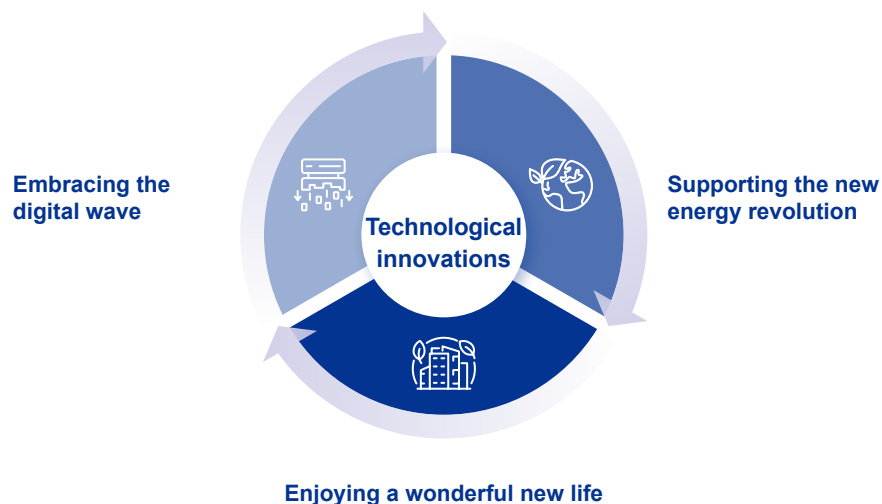 Embracing the
digital wave
Technological
innovations
Supporting the new
energy revolution
Enjoying a wonderful new life